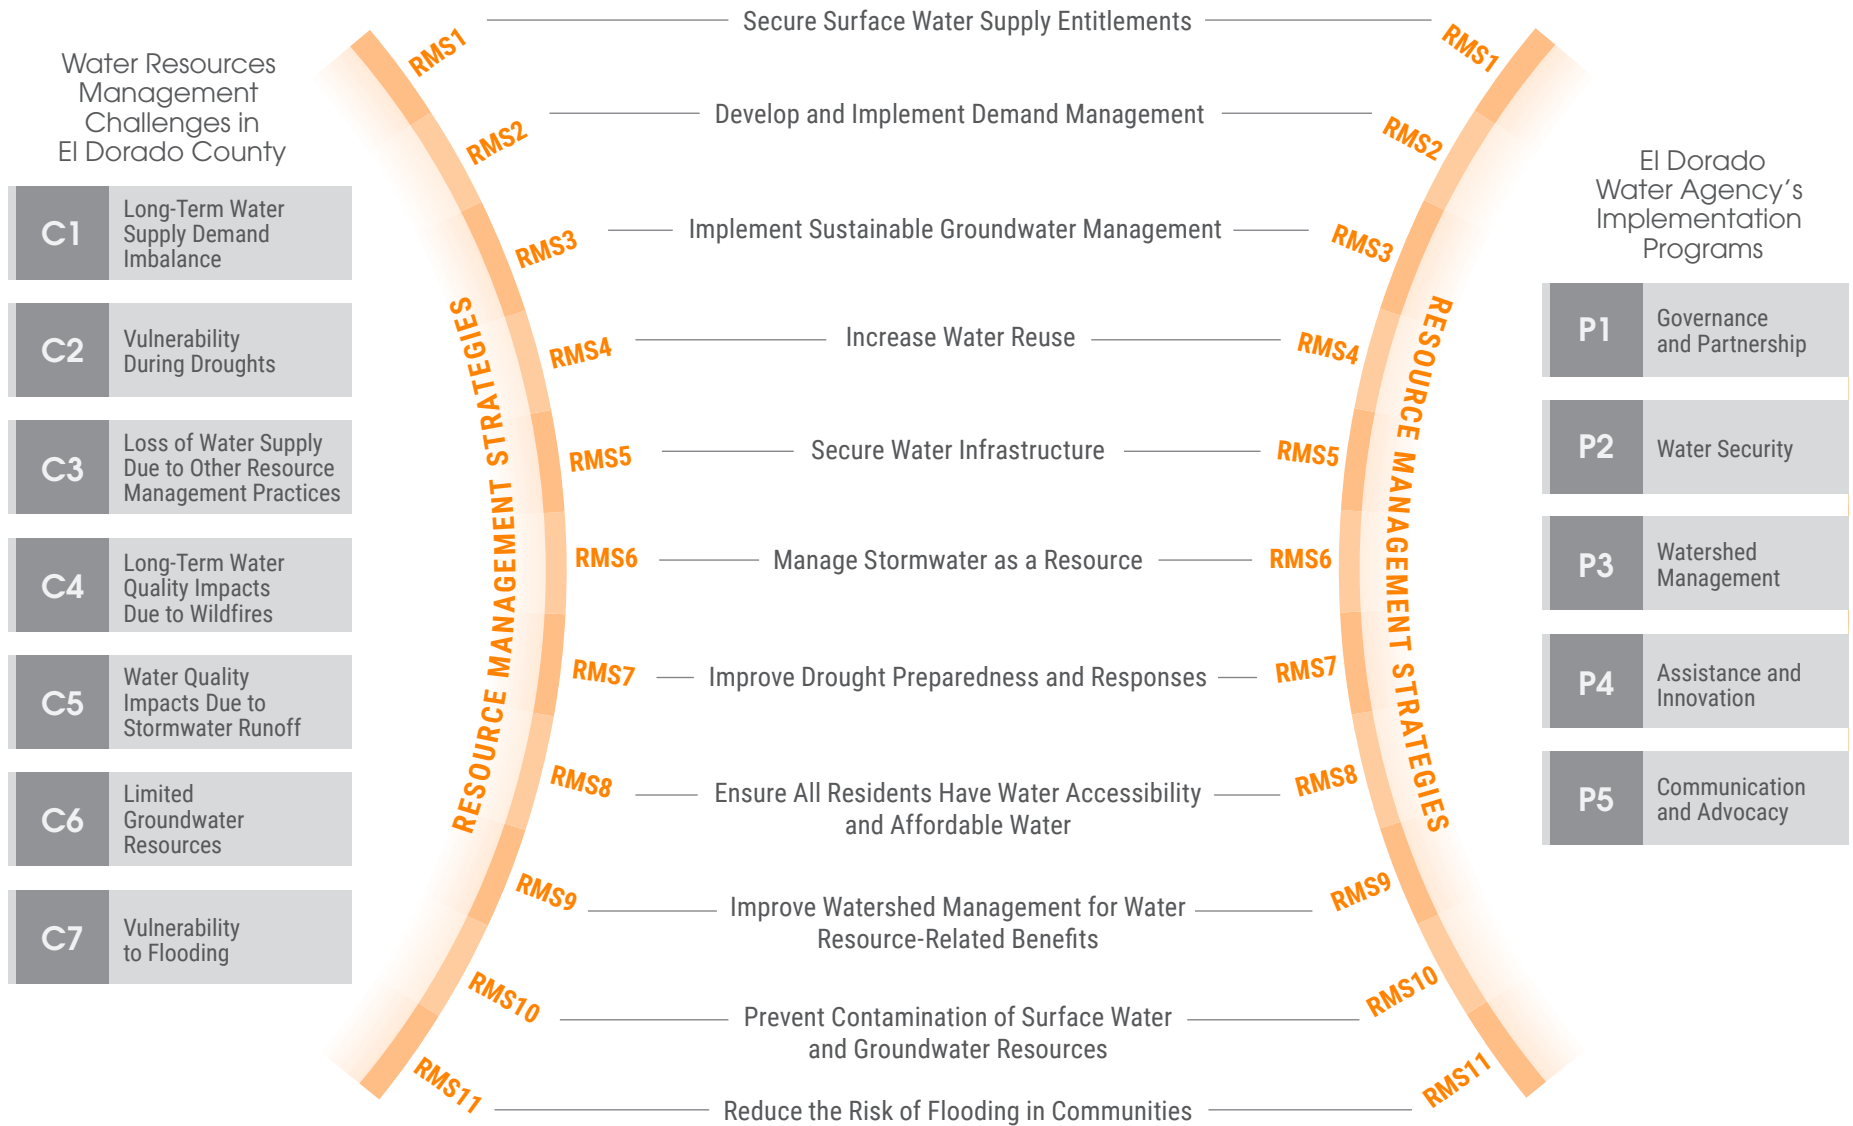 Water Resources
Management
Challenges in
El Dorado County
C1
Long-Term Water
Supply Demand
Imbalance
C2
Vulnerability
During Droughts
C3
Loss of Water Supply
Due to Other Resource
Management Practices
C4
Long-Term Water
Quality Impacts
Due to Wildfires
C5
Water Quality
Impacts Due to
Stormwater Runoff
C6
Limited
Groundwater
Resources
C7
Vulnerability
to Flooding
RESOURCE MANAGEMENT STRATEGIES
RMS1 Secure Surface Water Supply Entitlements RMS1
RMS2 Develop and Implement Demand Management RMS2
RMS3 Implement Sustainable Groundwater Management RMS3
RMS4 Increase Water Reuse RMS4
RMS5 Secure Water Infrastructure RMS5
RMS6 Manage Stormwater as a Resource RMS6
RMS7 Improve Drought Preparedness and Responses RMS7
RMS8 Ensure All Residents Have Water Accessibility RMS8
and Affordable Water
RMS9 Improve Watershed Management for Water RMS9
Resource-Related Benefits
RMS10 Prevent Contamination of Surface Water RMS10
and Groundwater Resources
RMS11 Reduce the Risk of Flooding in Communities RMS11
RESOURCE MANAGEMENT STRATEGIES
El Dorado
Water Agency's
Implementation
Programs
P1
Governance
and Partnership
P2
Water Security
P3
Watershed
Management
P4
Assistance and
Innovation
P5
Communication
and Advocacy